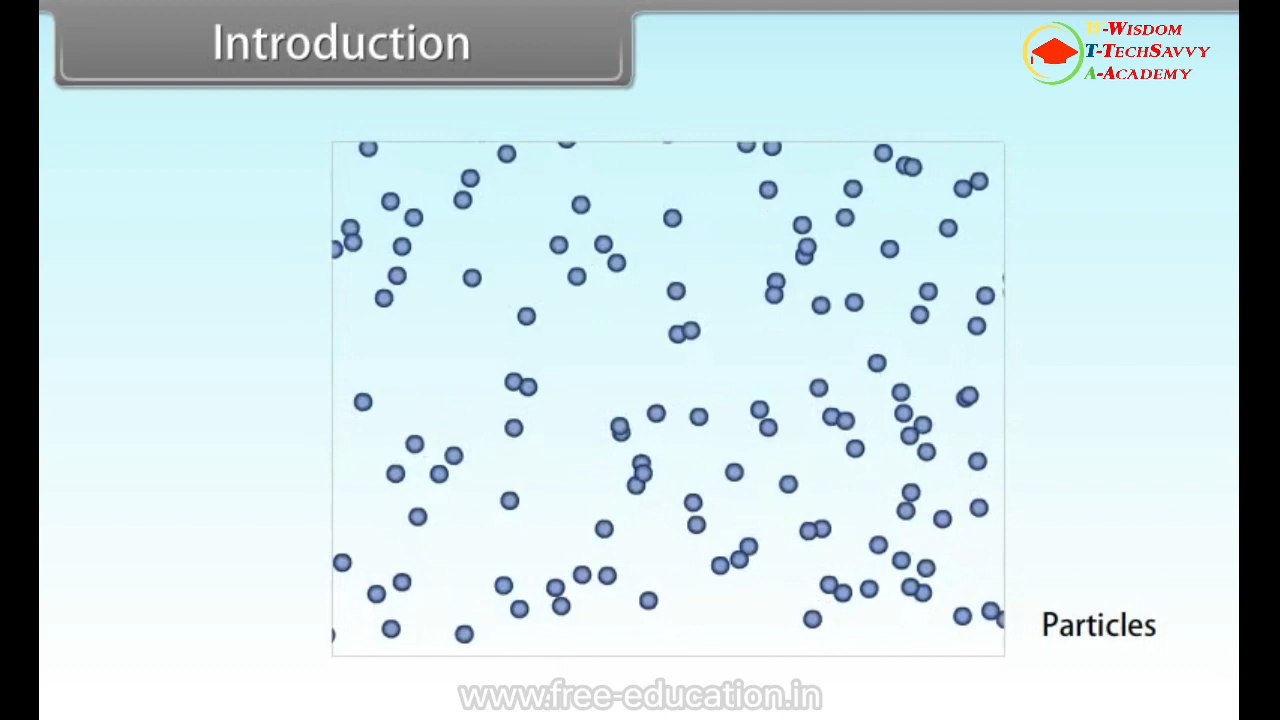 Introduction
W-Wisdom
T-TechSavvy
A-Academy
Particles
www.free-education.in